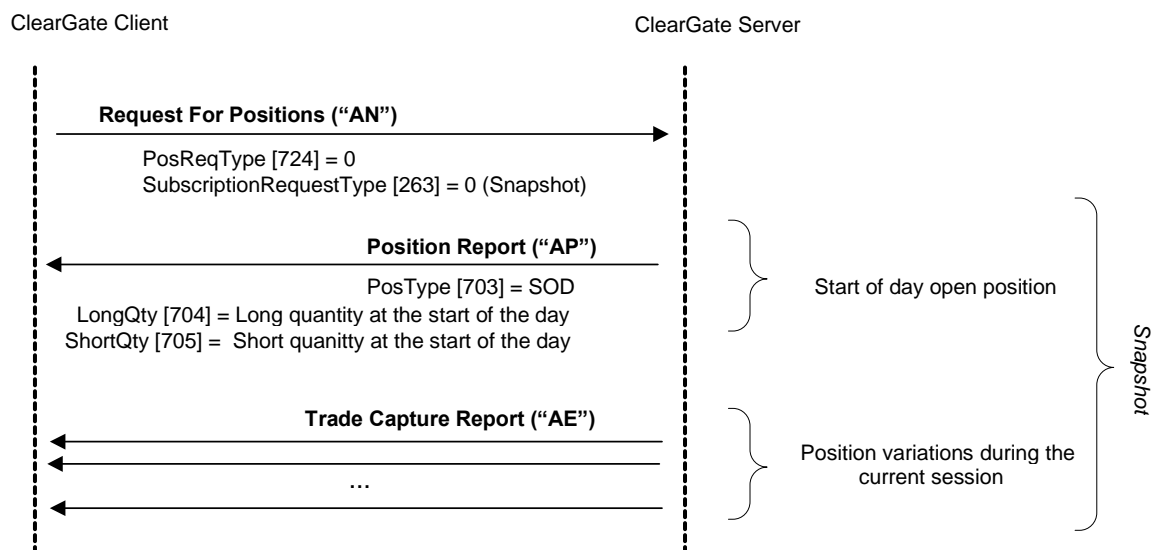 ClearGate Client
ClearGate Server
Request For Positions (“AN”)
PosReqType [724] = 0
SubscriptionRequestType [263] = 0 (Snapshot)
Position Report (“AP”)
PosType [703] = SOD
LongQty [704] = Long quantity at the start of the day
ShortQty [705] = Short quanitty at the start of the day
Start of day open position
Snapshot
Trade Capture Report (“AE”)
…
Position variations during the
current session